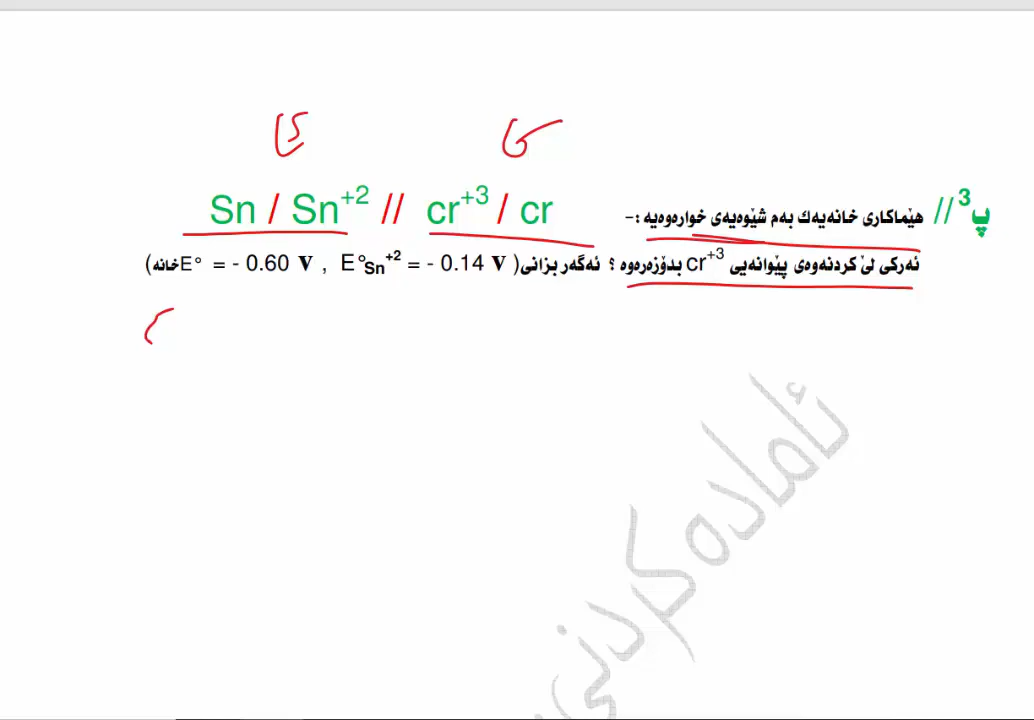 پ3// هێماکاری خانەیەك بەم شێوەیەی خوارەوەیە :- Sn / Sn+2 // cr+3 / cr
ئەرکی لێ کردنەوەی پێوانەیی cr+3 بدۆزەرەوە ؟ ئەگەر بزانی( E°Sn+2 = - 0.14 V , E° = - 0.60 V خانە)
ئامادەکردنی